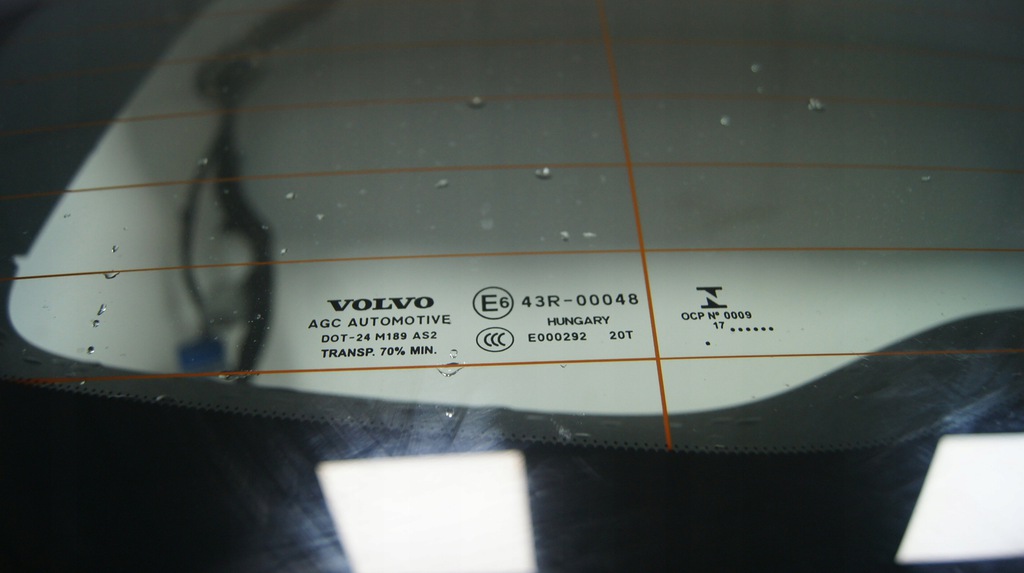 VOLVO
AGC AUTOMOTIVE
DOT-24 M189 AS2
TRANSP. 70% MIN.
E6 43R-00048
HUNGARY
CCC E000292 20T
OCP Nº 0009
17 ......
.